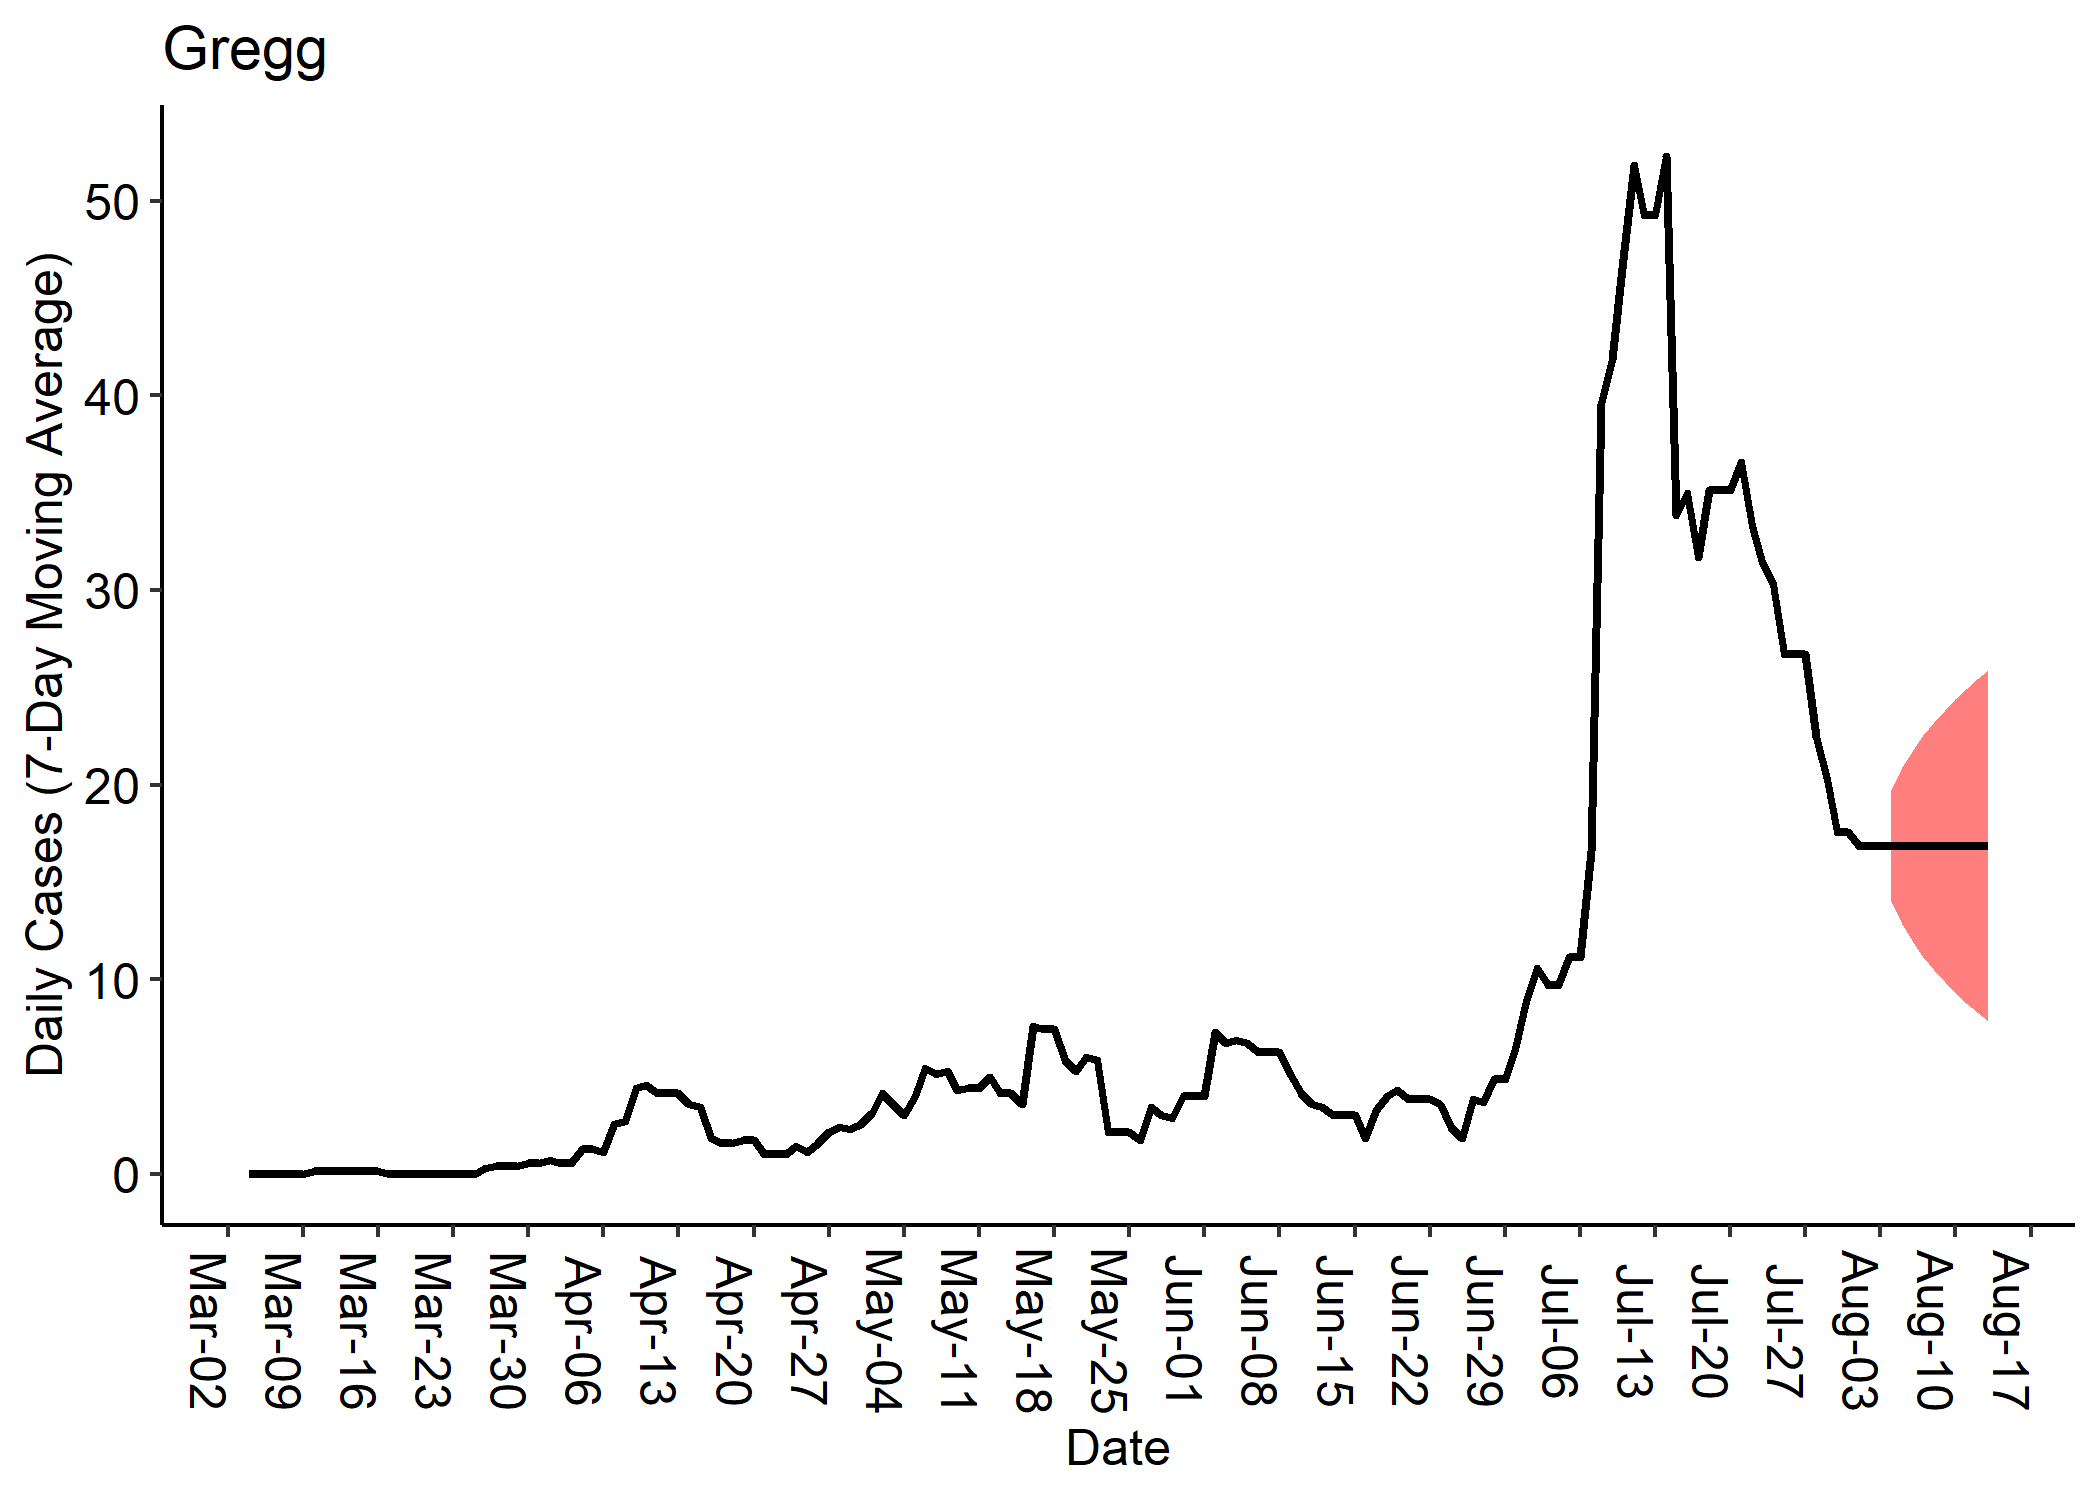 Gregg
Daily Cases (7-Day Moving Average)
50
40
30
20
10
0
Mar-02
Mar-09
Mar-16
Mar-23
Mar-30
Apr-06
Apr-13
Apr-20
Apr-27
May-04
May-11
May-18
May-25
Jun-01
Jun-08
Jun-15
Jun-22
Jun-29
Jul-06
Jul-13
Jul-20
Jul-27
Aug-03
Aug-10
Aug-17
Date